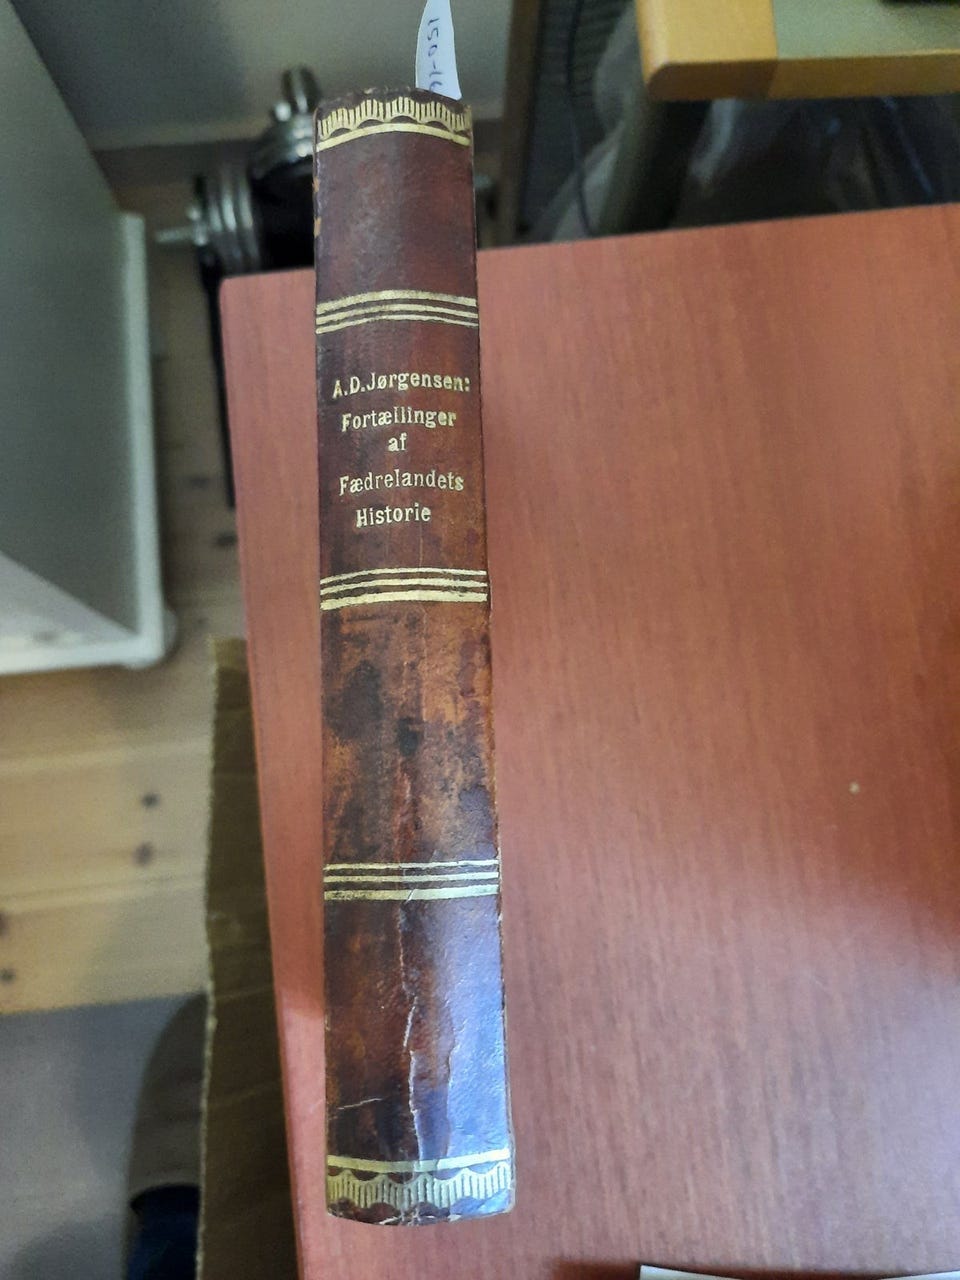 A.D.Jørgensen:
Fortællinger
af
Fædrelandets
Historie